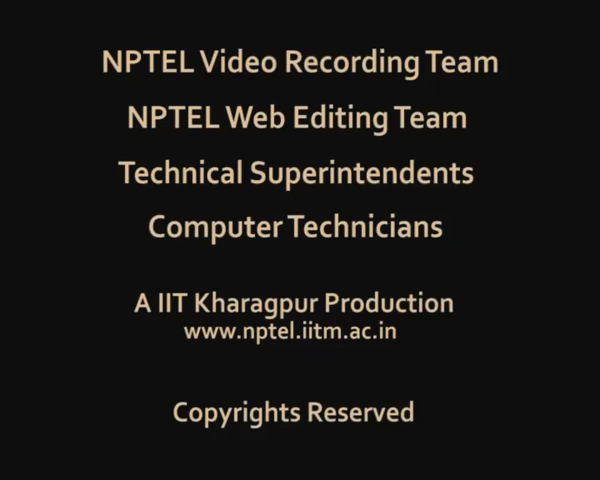 NPTEL Video Recording Team
NPTEL Web Editing Team
Technical Superintendents
Computer Technicians
A IIT Kharagpur Production
www.nptel.iitm.ac.in
Copyrights Reserved